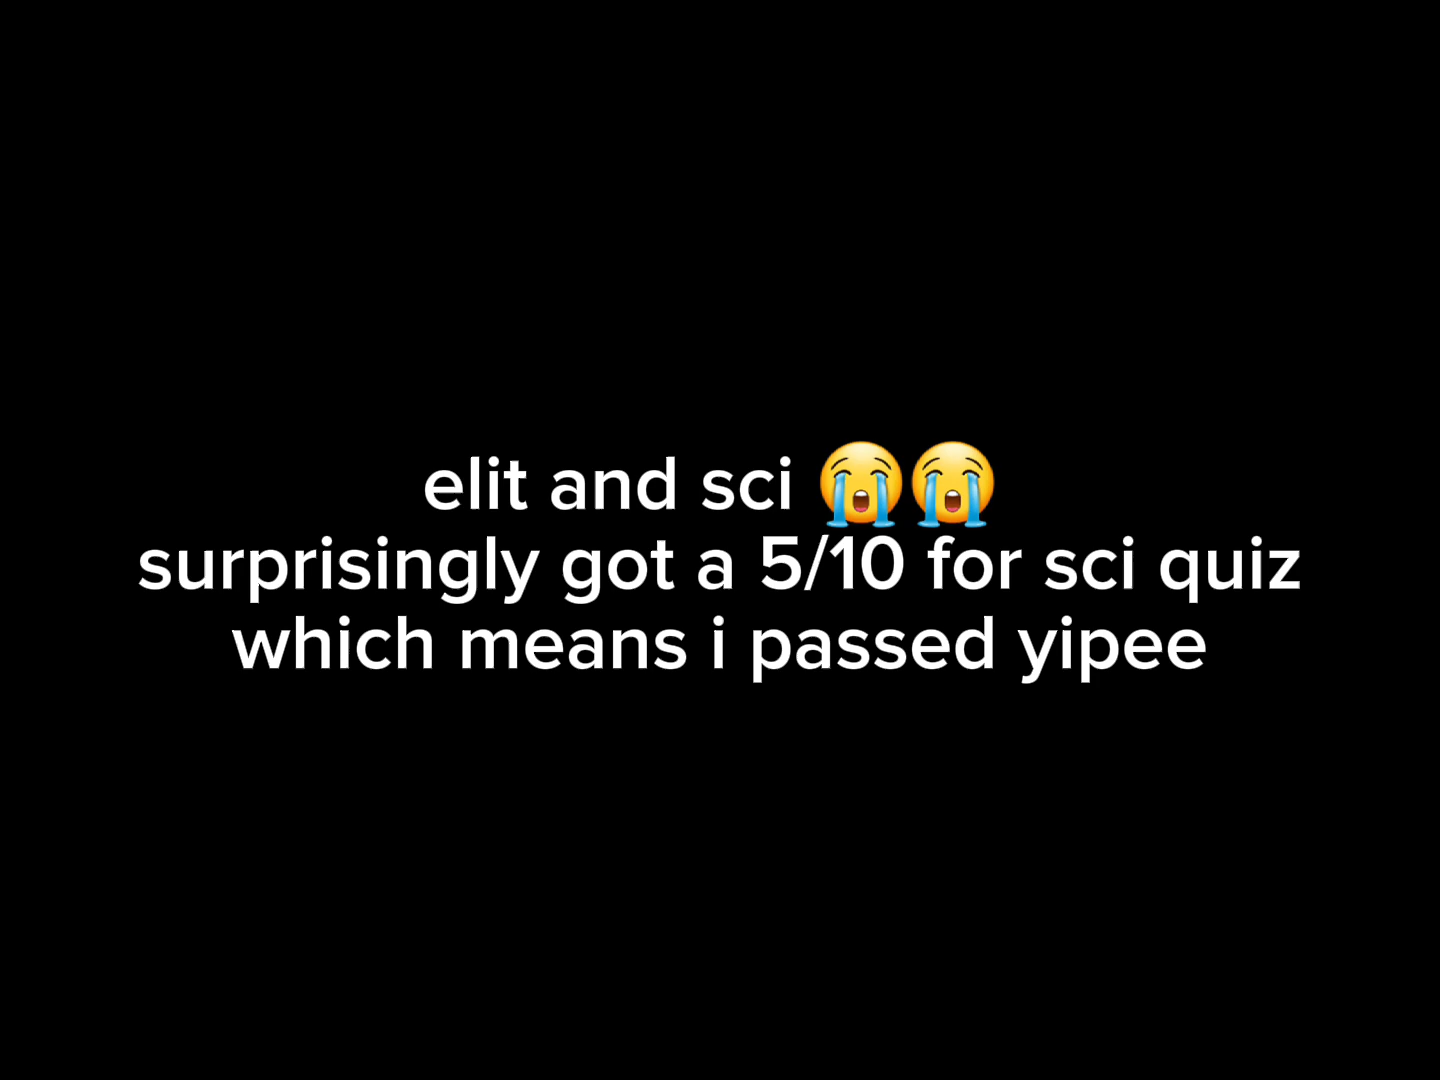 elit and sci 😭😭
surprisingly got a 5/10 for sci quiz
which means i passed yipee